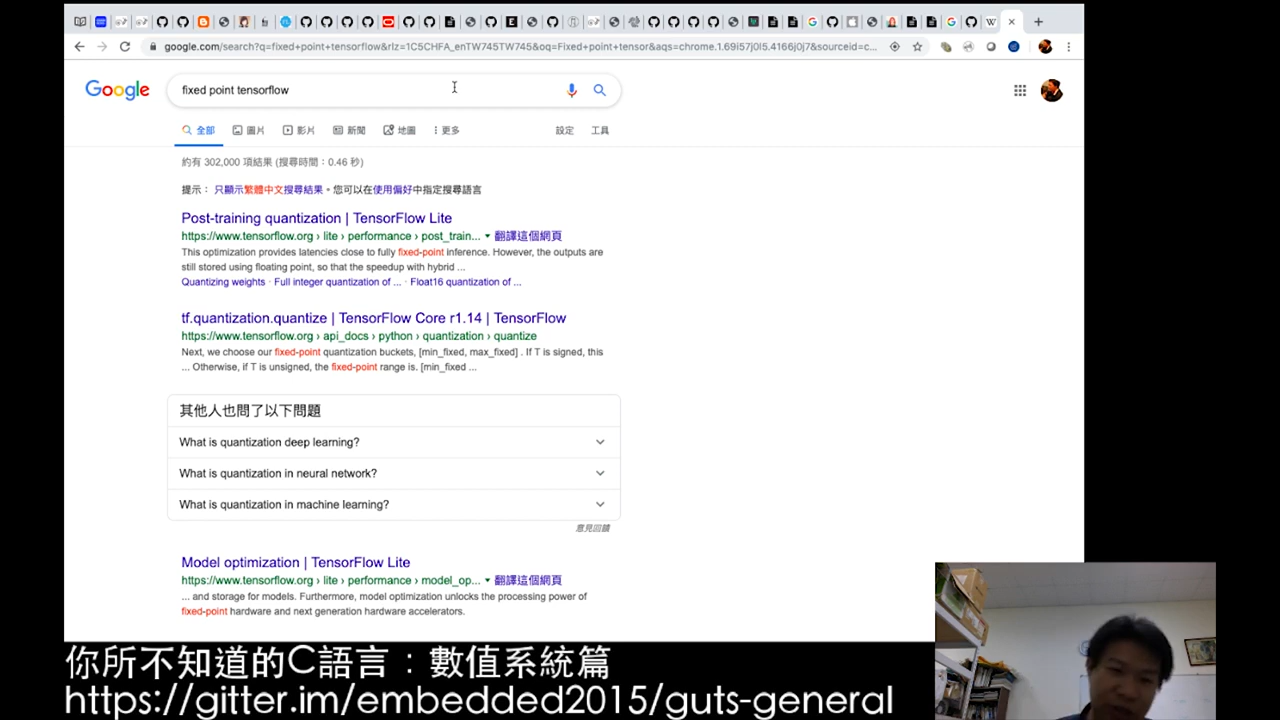 google.com/search?q=fixed+point+tensorflow&rlz=1C5CHFA_enTW745TW745&oq=Fixed+point+tensor&aqs=chrome.1.69i57j0l5.4166j0j7&sourceid=c...
Google
fixed point tensorflow
全部 圖片 影片 新聞 地圖 更多 設定 工具
約有 302,000 項結果 (搜尋時間：0.46 秒)
提示： 只顯示繁體中文搜尋結果。您可以在使用偏好中指定搜尋語言
Post-training quantization | TensorFlow Lite
https://www.tensorflow.org › lite › performance › post_train... ▾ 翻譯這個網頁
This optimization provides latencies close to fully fixed-point inference. However, the outputs are
still stored using floating point, so that the speedup with hybrid ...
Quantizing weights · Full integer quantization of ... · Float16 quantization of ...
tf.quantization.quantize | TensorFlow Core r1.14 | TensorFlow
https://www.tensorflow.org › api_docs › python › quantization › quantize
Next, we choose our fixed-point quantization buckets, [min_fixed, max_fixed] . If T is signed, this
... Otherwise, if T is unsigned, the fixed-point range is. [min_fixed ...
其他人也問了以下問題
What is quantization deep learning?
What is quantization in neural network?
What is quantization in machine learning?
意見回饋
Model optimization | TensorFlow Lite
https://www.tensorflow.org › lite › performance › model_op... ▾ 翻譯這個網頁
... and storage for models. Furthermore, model optimization unlocks the processing power of
fixed-point hardware and next generation hardware accelerators.
你所不知道的C語言：數值系統篇
https://gitter.im/embedded2015/guts-general